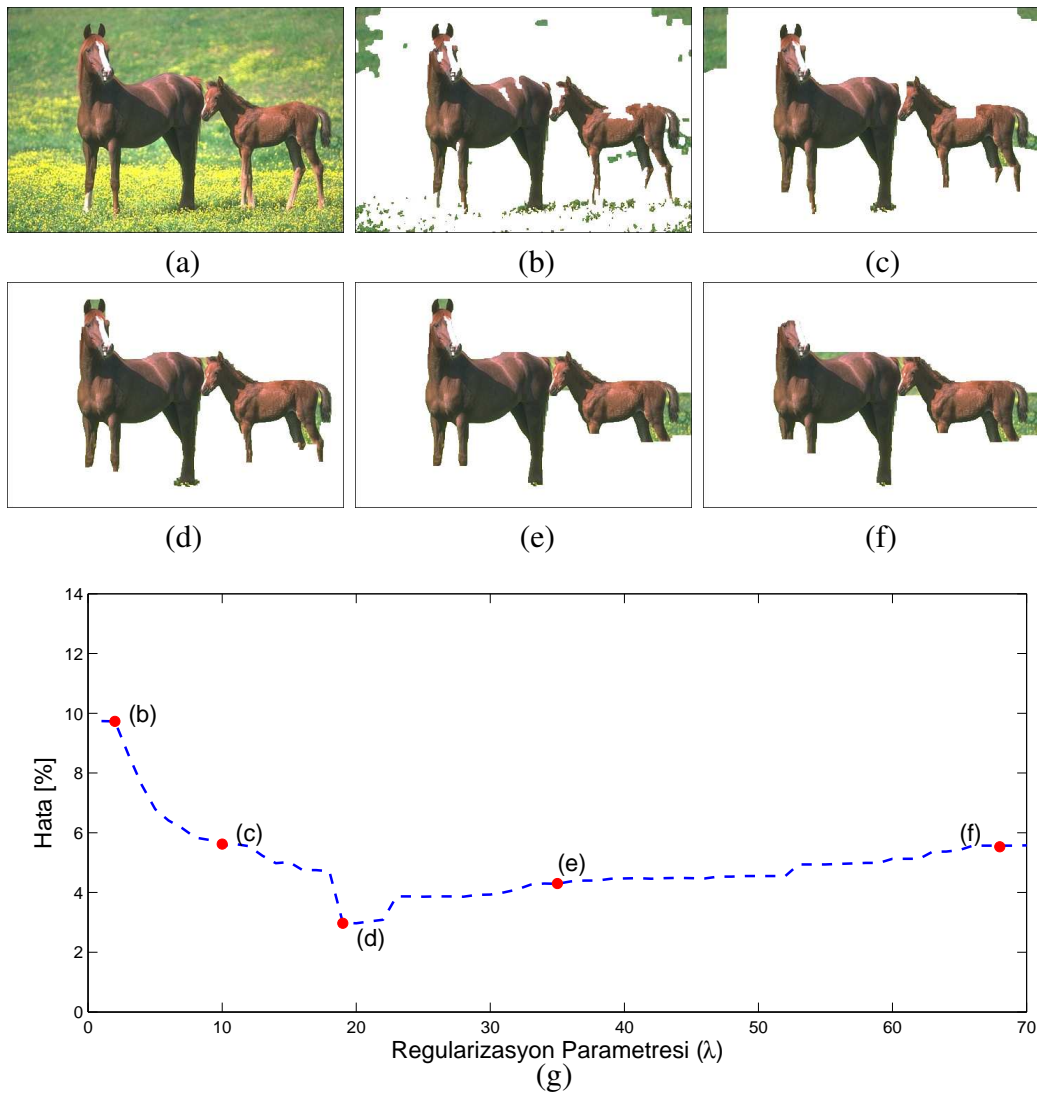 (a)
(b)
(c)
(d)
(e)
(f)
14
12
10
8
6
4
2
0
Hata [%]
(b)
(c)
(d)
(e)
(f)
0 10 20 30 40 50 60 70
Regularizasyon Parametresi (λ)
(g)